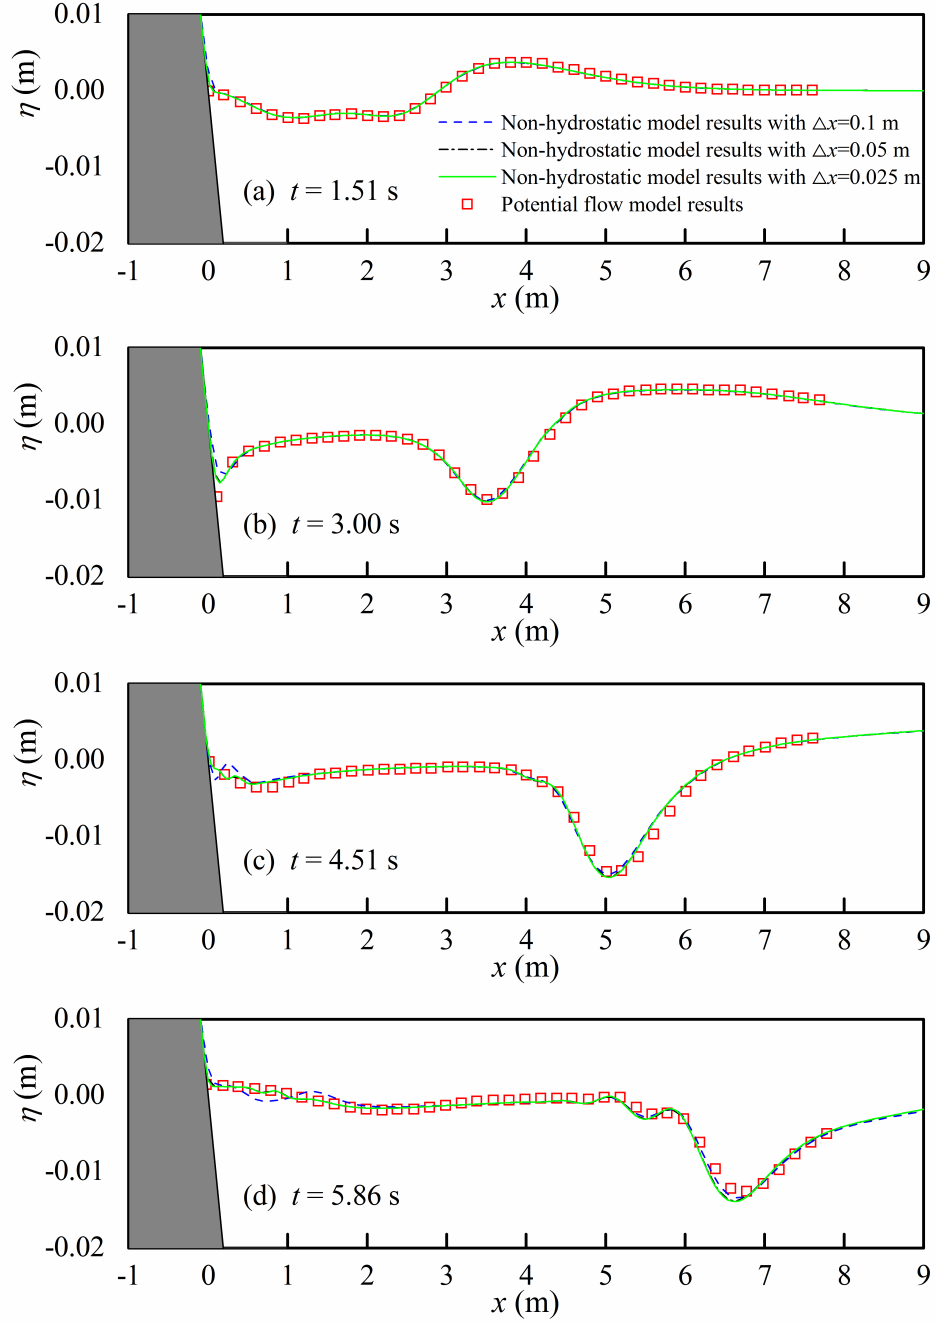 0.01
0.00
-0.01
-0.02
η (m)
Non-hydrostatic model results with △x=0.1 m
Non-hydrostatic model results with △x=0.05 m
Non-hydrostatic model results with △x=0.025 m
Potential flow model results
(a) t = 1.51 s
-1 0 1 2 3 4 5 6 7 8 9
x (m)
0.01
0.00
-0.01
-0.02
η (m)
(b) t = 3.00 s
-1 0 1 2 3 4 5 6 7 8 9
x (m)
0.01
0.00
-0.01
-0.02
η (m)
(c) t = 4.51 s
-1 0 1 2 3 4 5 6 7 8 9
x (m)
0.01
0.00
-0.01
-0.02
η (m)
(d) t = 5.86 s
-1 0 1 2 3 4 5 6 7 8 9
x (m)